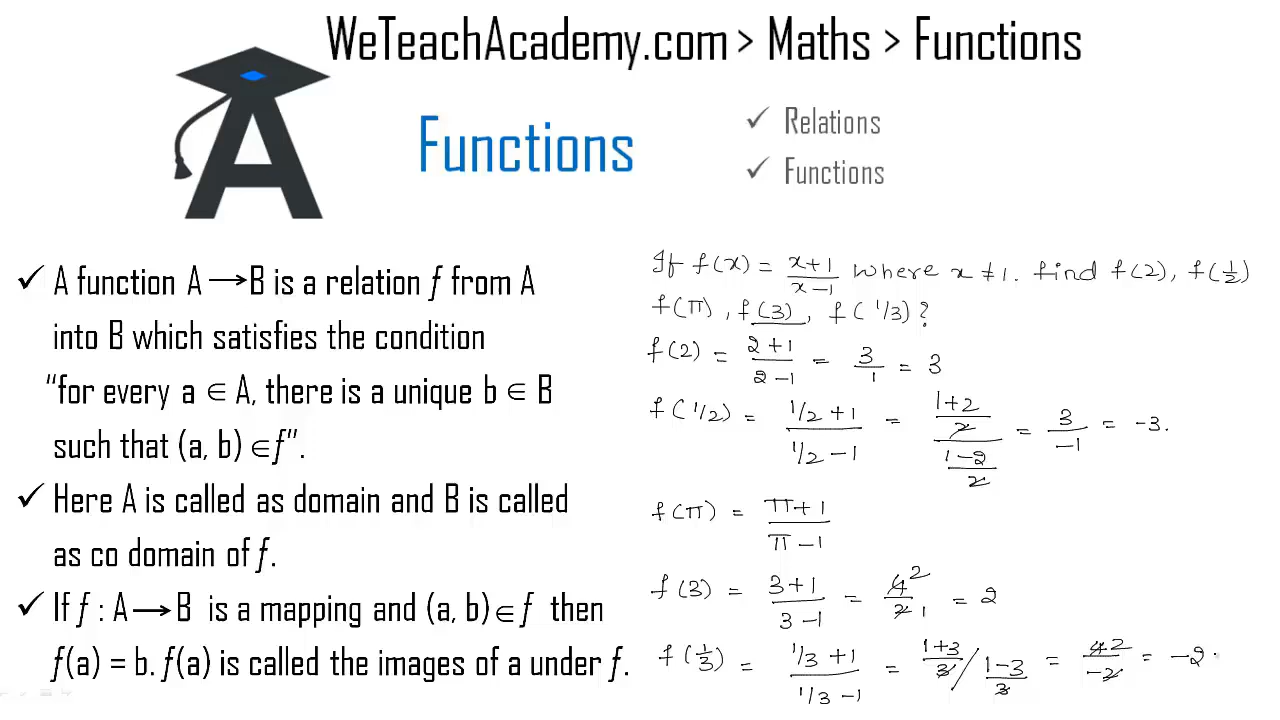 WeTeachAcademy.com > Maths > Functions
Functions
✓ Relations
✓ Functions
✓ A function A → B is a relation f from A
into B which satisfies the condition
“for every a ∈ A, there is a unique b ∈ B
such that (a, b) ∈ f”.
✓ Here A is called as domain and B is called
as co domain of f.
✓ If f : A → B is a mapping and (a, b) ∈ f then
f(a) = b. f(a) is called the images of a under f.
If f(x) = x+1/x-1 where x ≠ 1. find f(2), f(1/2)
f(π), f(3), f(1/3)?
f(2) = 2+1/2-1 = 3/1 = 3
f(1/2) = 1/2+1/1/2-1 = 1+2/2/1-2/2 = 3/-1 = -3.
f(π) = π+1/π-1
f(3) = 3+1/3-1 = 4 2/2 1 = 2
f(1/3) = 1/3+1/1/3-1 = 1+3/3 / 1-3/3 = 4 2/-2 = -2.